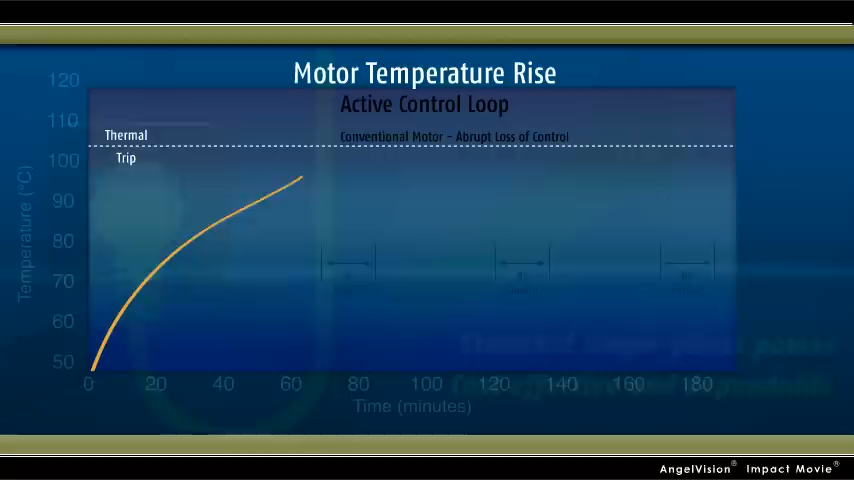 Motor Temperature Rise
Active Control Loop
Conventional Motor – Abrupt Loss of Control
Thermal
Trip
Temperature (°C)
120
110
100
90
80
70
60
50
0 20 40 60 80 100 120 140 160 180
Time (minutes)
AngelVision® Impact Movie®